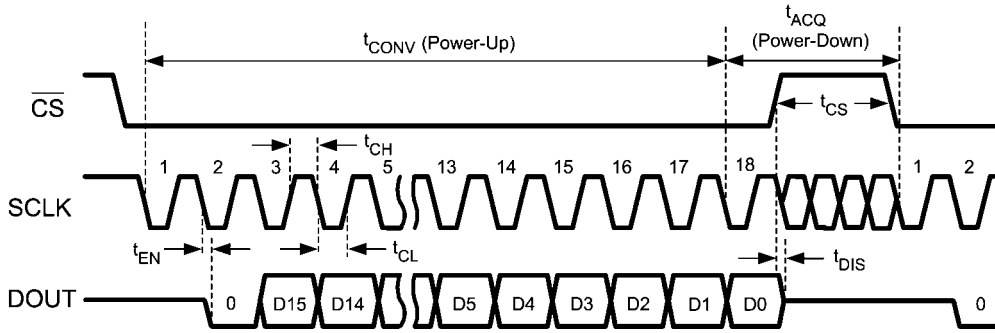 tCONV (Power-Up)
tACQ
(Power-Down)
CS
tCS
tCH
1 2 3 4 5 13 14 15 16 17 18 1 2
SCLK
tEN
tCL
tDIS
DOUT
0 D15 D14 D5 D4 D3 D2 D1 D0 0